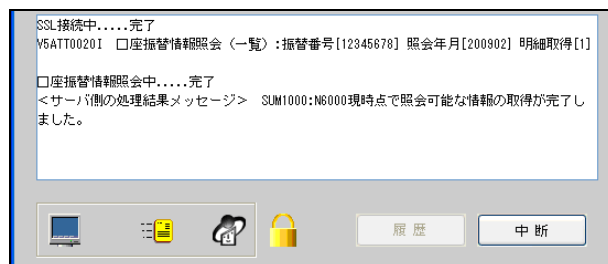 SSL接続中.....完了
V5ATT0020I 口座振替情報照会（一覧）:振替番号[12345678] 照会年月[200902] 明細取得[1]
口座振替情報照会中.....完了
＜サーバ側の処理結果メッセージ＞ SUM1000:N6000現時点で照会可能な情報の取得が完了し
ました。
履歴
中断